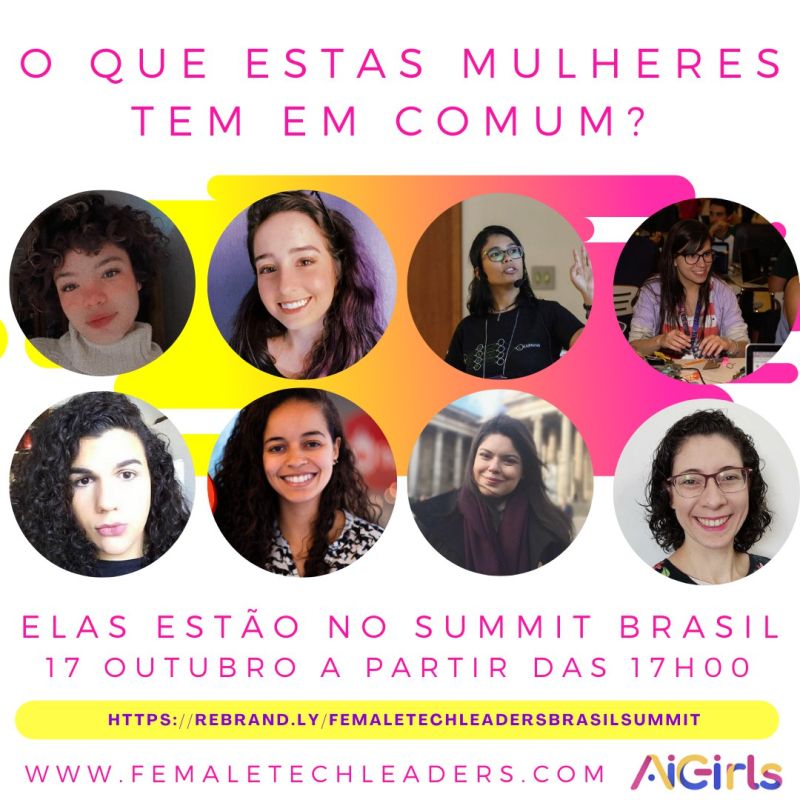 O QUE ESTAS MULHERES
TEM EM COMUM?
ELAS ESTÃO NO SUMMIT BRASIL
17 OUTUBRO A PARTIR DAS 17H00
HTTPS://REBRAND.LY/FEMALETECHLEADERSBRASILSUMMIT
WWW.FEMALETECHLEADERS.COM AiGirls